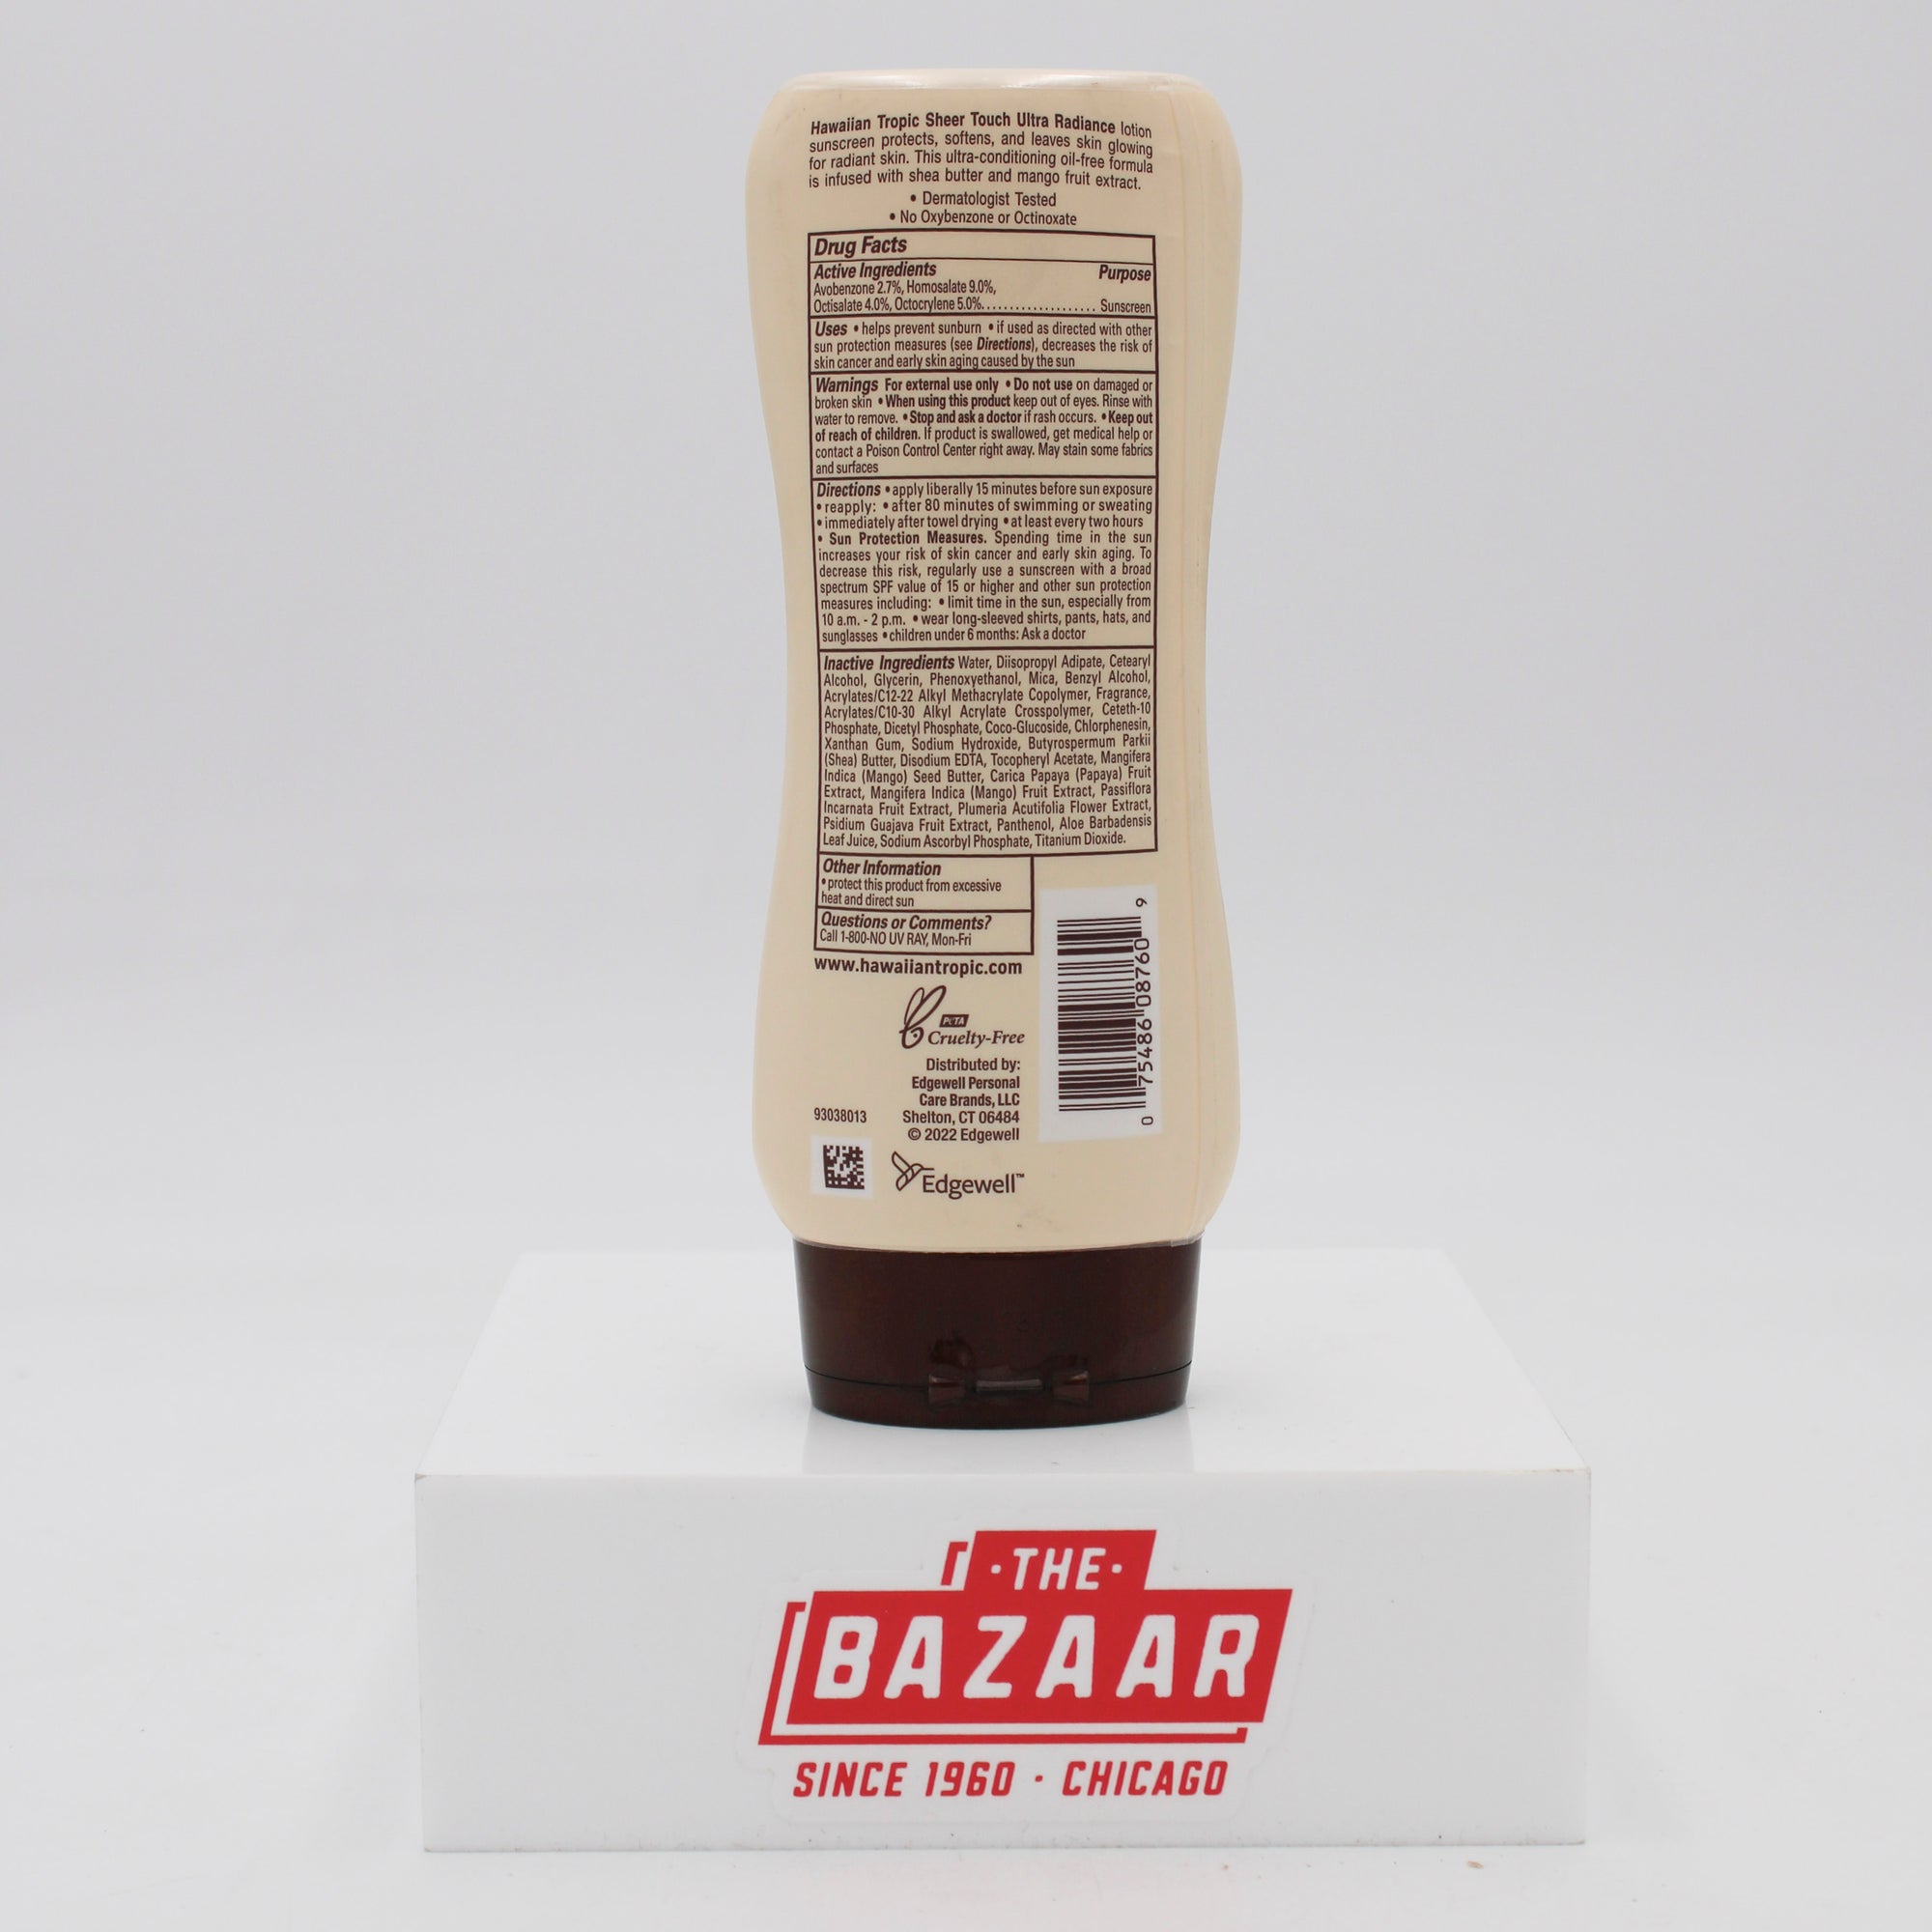 Hawaiian Tropic Sheer Touch Ultra Radiance lotion
sunscreen protects, softens, and leaves skin glowing
for radiant skin. This ultra-conditioning oil-free formula
is infused with shea butter and mango fruit extract.
• Dermatologist Tested
• No Oxybenzone or Octinoxate
Drug Facts
Active Ingredients Purpose
Avobenzone 2.7%, Homosalate 9.0%,
Octisalate 4.0%, Octocrylene 5.0%.................... Sunscreen
Uses • helps prevent sunburn • if used as directed with other
sun protection measures (see Directions), decreases the risk of
skin cancer and early skin aging caused by the sun
Warnings For external use only • Do not use on damaged or
broken skin • When using this product keep out of eyes. Rinse with
water to remove. • Stop and ask a doctor if rash occurs. • Keep out
of reach of children. If product is swallowed, get medical help or
contact a Poison Control Center right away. May stain some fabrics
and surfaces
Directions • apply liberally 15 minutes before sun exposure
• reapply: • after 80 minutes of swimming or sweating
• immediately after towel drying • at least every two hours
• Sun Protection Measures. Spending time in the sun
increases your risk of skin cancer and early skin aging. To
decrease this risk, regularly use a sunscreen with a broad
spectrum SPF value of 15 or higher and other sun protection
measures including: • limit time in the sun, especially from
10 a.m. - 2 p.m. • wear long-sleeved shirts, pants, hats, and
sunglasses • children under 6 months: Ask a doctor
Inactive Ingredients Water, Diisopropyl Adipate, Cetearyl
Alcohol, Glycerin, Phenoxyethanol, Mica, Benzyl Alcohol,
Acrylates/C12-22 Alkyl Methacrylate Copolymer, Fragrance,
Acrylates/C10-30 Alkyl Acrylate Crosspolymer, Ceteth-10
Phosphate, Dicetyl Phosphate, Coco-Glucoside, Chlorphenesin,
Xanthan Gum, Sodium Hydroxide, Butyrospermum Parkii
(Shea) Butter, Disodium EDTA, Tocopheryl Acetate, Mangifera
Indica (Mango) Seed Butter, Carica Papaya (Papaya) Fruit
Extract, Mangifera Indica (Mango) Fruit Extract, Passiflora
Incarnata Fruit Extract, Plumeria Acutifolia Flower Extract,
Psidium Guajava Fruit Extract, Panthenol, Aloe Barbadensis
Leaf Juice, Sodium Ascorbyl Phosphate, Titanium Dioxide.
Other Information
• protect this product from excessive
heat and direct sun
Questions or Comments?
Call 1-800-NO UV RAY, Mon-Fri
www.hawaiiantropic.com
PETA
Cruelty-Free
Distributed by:
Edgewell Personal
Care Brands, LLC
Shelton, CT 06484
© 2022 Edgewell
93038013
Edgewell™
0 75486 08760 9
·THE·
BAZAAR
SINCE 1960 · CHICAGO